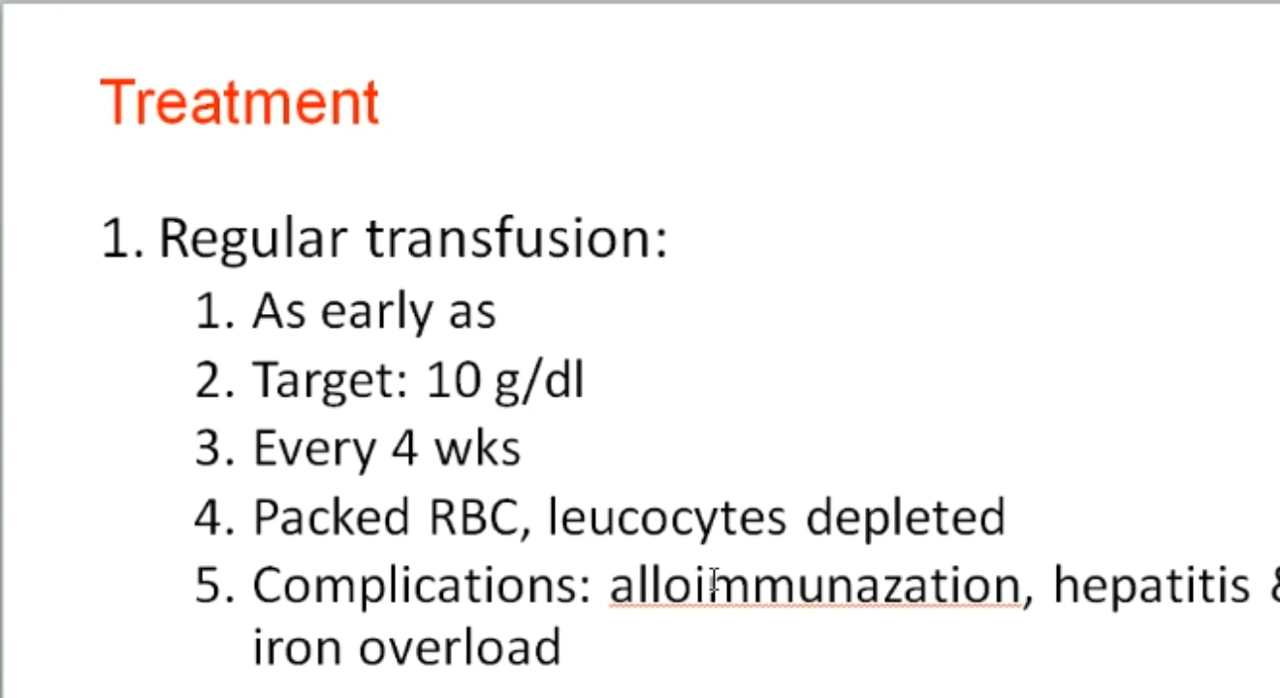 Treatment
1. Regular transfusion:
1. As early as
2. Target: 10 g/dl
3. Every 4 wks
4. Packed RBC, leucocytes depleted
5. Complications: alloimmunazation, hepatitis &
iron overload